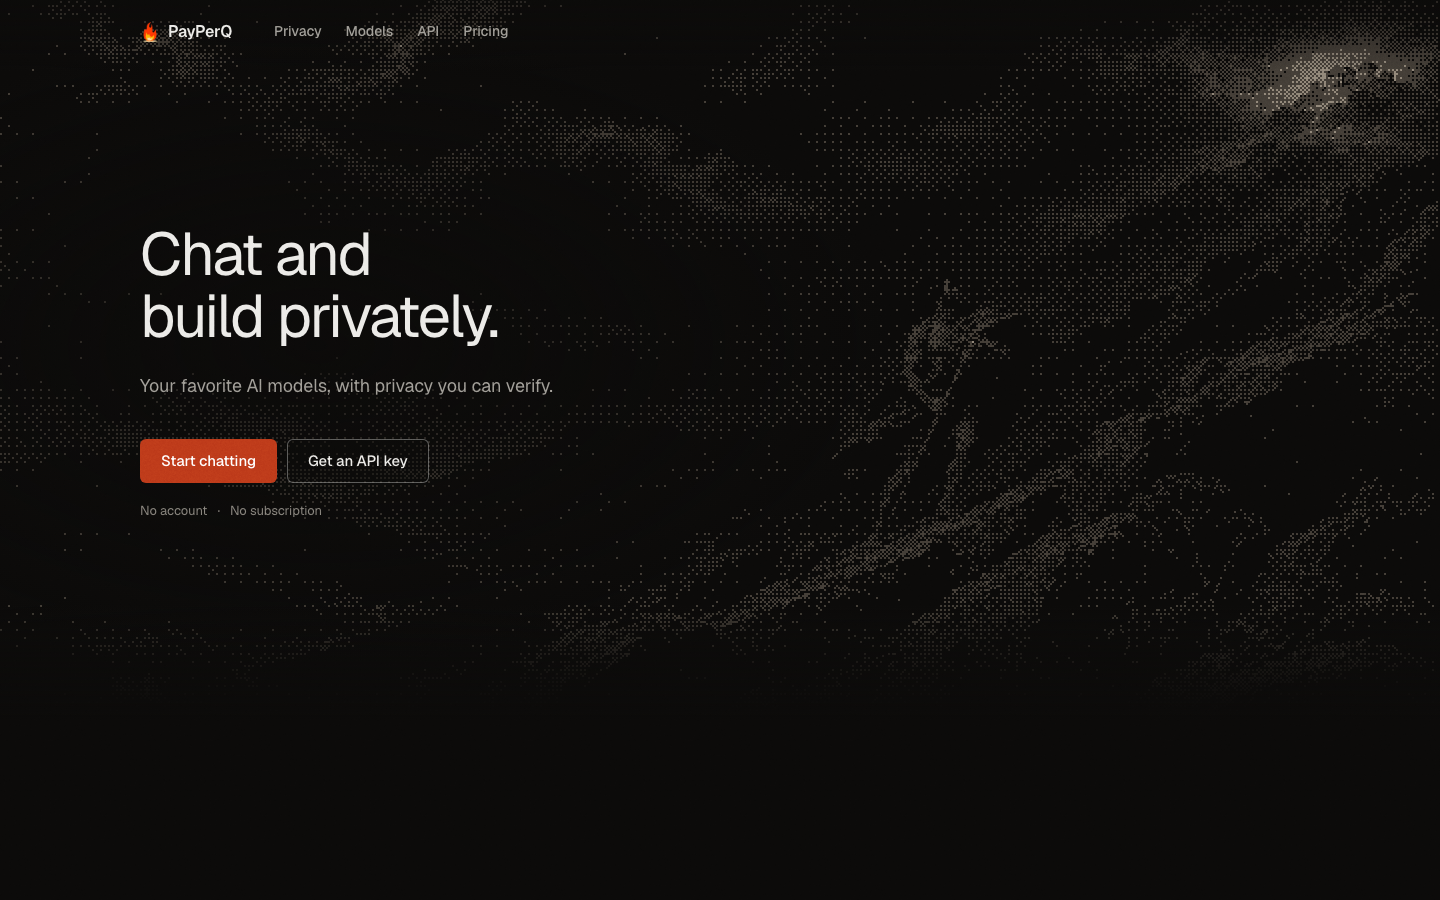 PayPerQ Privacy Models API Pricing
Chat and
build privately.
Your favorite AI models, with privacy you can verify.
Start chatting Get an API key
No account · No subscription